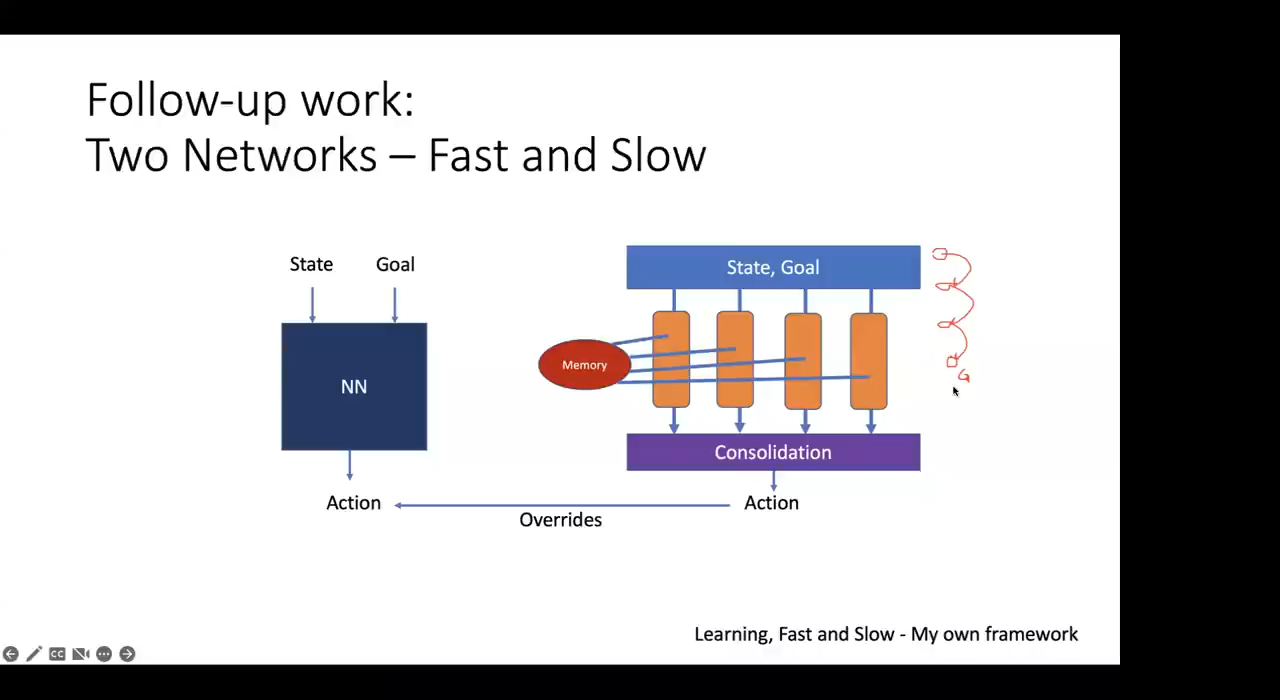 Follow-up work:
Two Networks – Fast and Slow
State
Goal
NN
Action
State, Goal
Memory
Consolidation
Action
Overrides
G
Learning, Fast and Slow - My own framework
CC